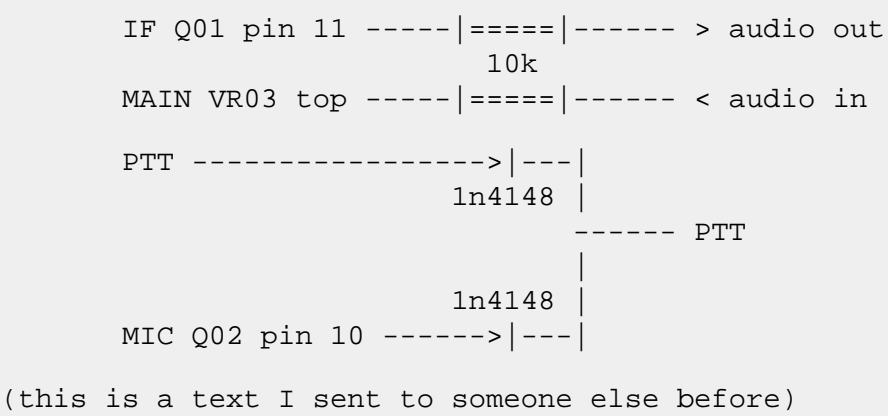 IF Q01 pin 11 -----|=====|------ > audio out
10k
MAIN VR03 top -----|=====|------ < audio in
PTT ----------------->|---|
1n4148 |
------ PTT
|
1n4148 |
MIC Q02 pin 10 ------>|---|
(this is a text I sent to someone else before)